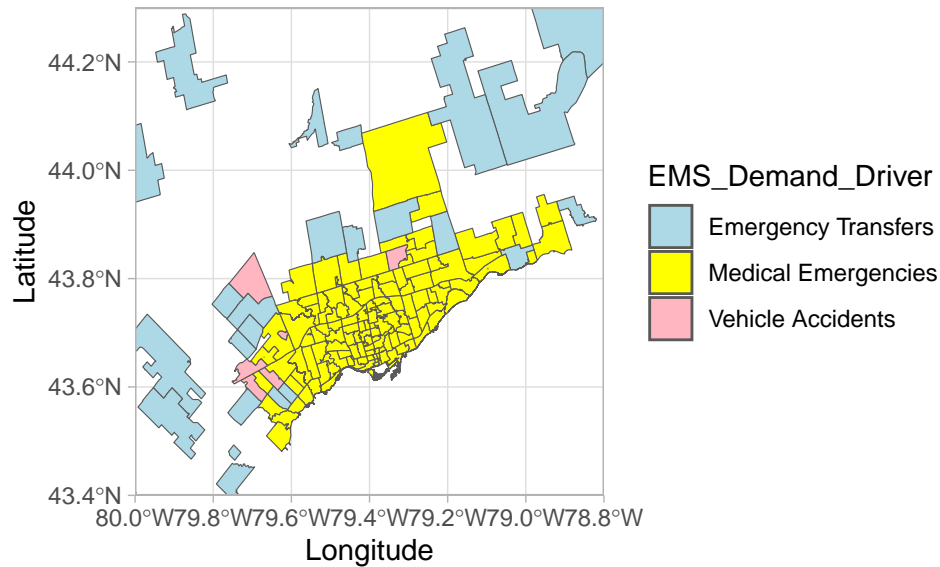 44.2°N
44.0°N
43.8°N
43.6°N
43.4°N
80.0°W79.8°W79.6°W79.4°W79.2°W79.0°W78.8°W
Longitude
Latitude
EMS_Demand_Driver
Emergency Transfers
Medical Emergencies
Vehicle Accidents